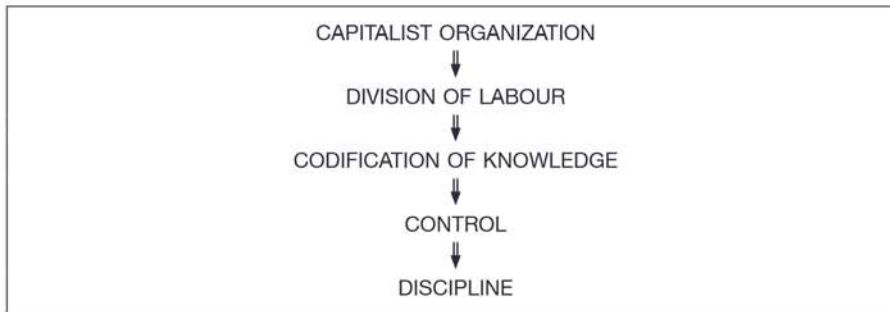 CAPITALIST ORGANIZATION
DIVISION OF LABOUR
CODIFICATION OF KNOWLEDGE
CONTROL
DISCIPLINE